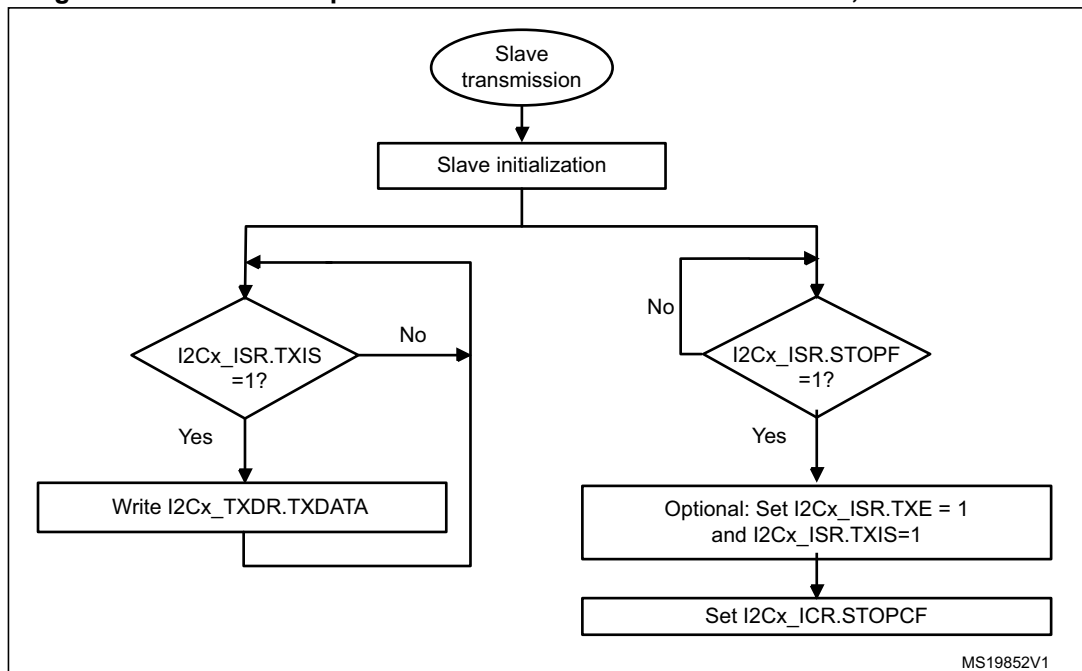 Slave
transmission
Slave initialization
I2Cx_ISR.TXIS
=1?
No
Yes
Write I2Cx_TXDR.TXDATA
No
I2Cx_ISR.STOPF
=1?
Yes
Optional: Set I2Cx_ISR.TXE = 1
and I2Cx_ISR.TXIS=1
Set I2Cx_ICR.STOPCF
MS19852V1